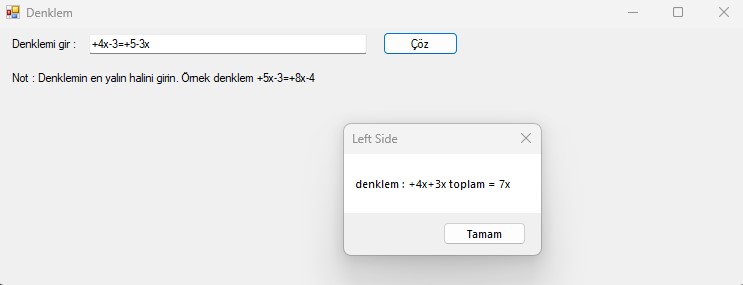 Denklem
Denklemi gir : +4x-3=+5-3x Çöz
Not : Denklemin en yalın halini girin. Örnek denklem +5x-3=+8x-4
Left Side
denklem : +4x+3x toplam = 7x
Tamam